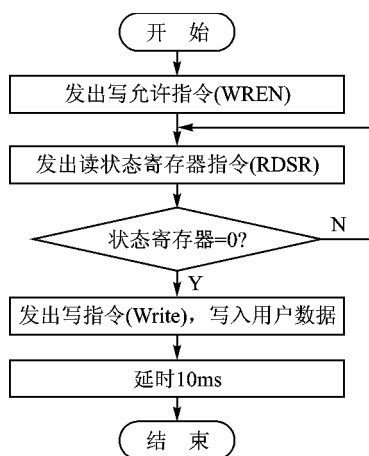 开 始
发出写允许指令(WREN)
发出读状态寄存器指令(RDSR)
状态寄存器=0?
N
Y
发出写指令(Write)，写入用户数据
延时10ms
结 束